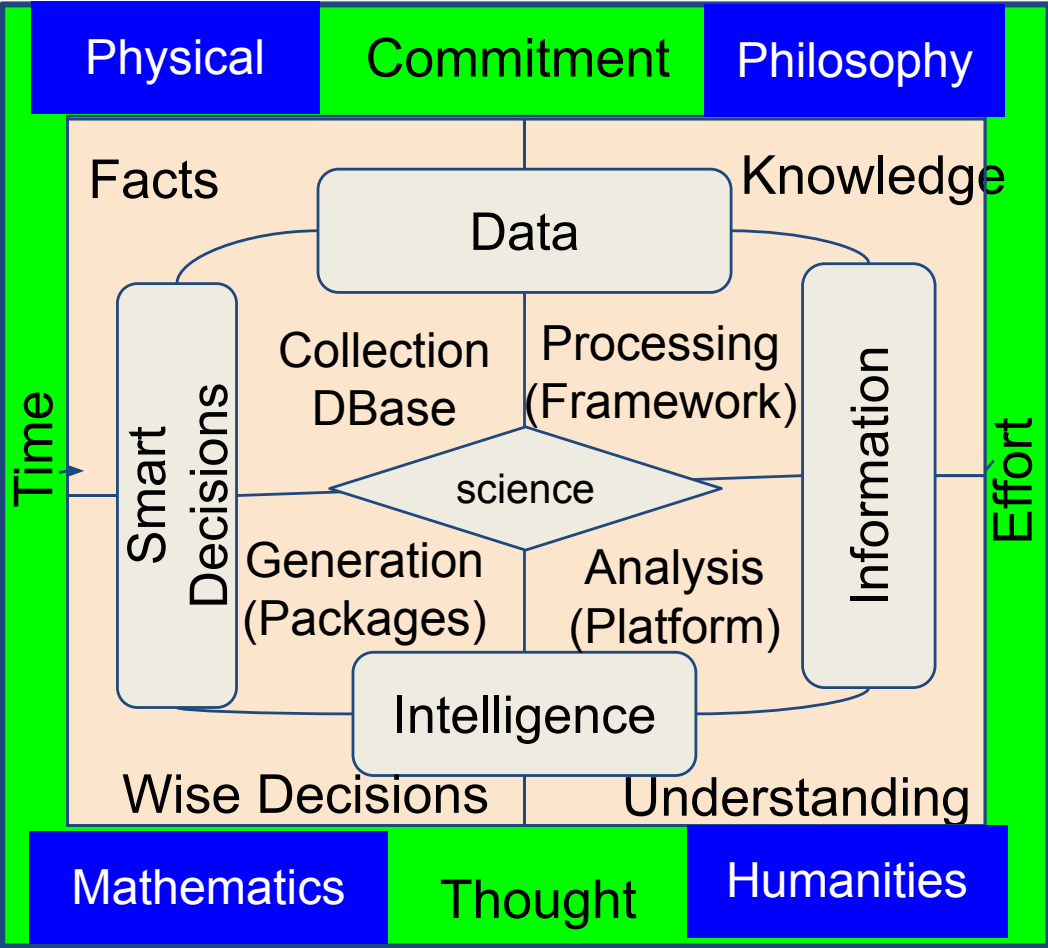 Physical
Commitment
Philosophy
Facts
Knowledge
Data
Collection
DBase
Processing
(Framework)
Time
Smart
Decisions
science
Information
Effort
Generation
(Packages)
Analysis
(Platform)
Intelligence
Wise Decisions
Understanding
Mathematics
Thought
Humanities